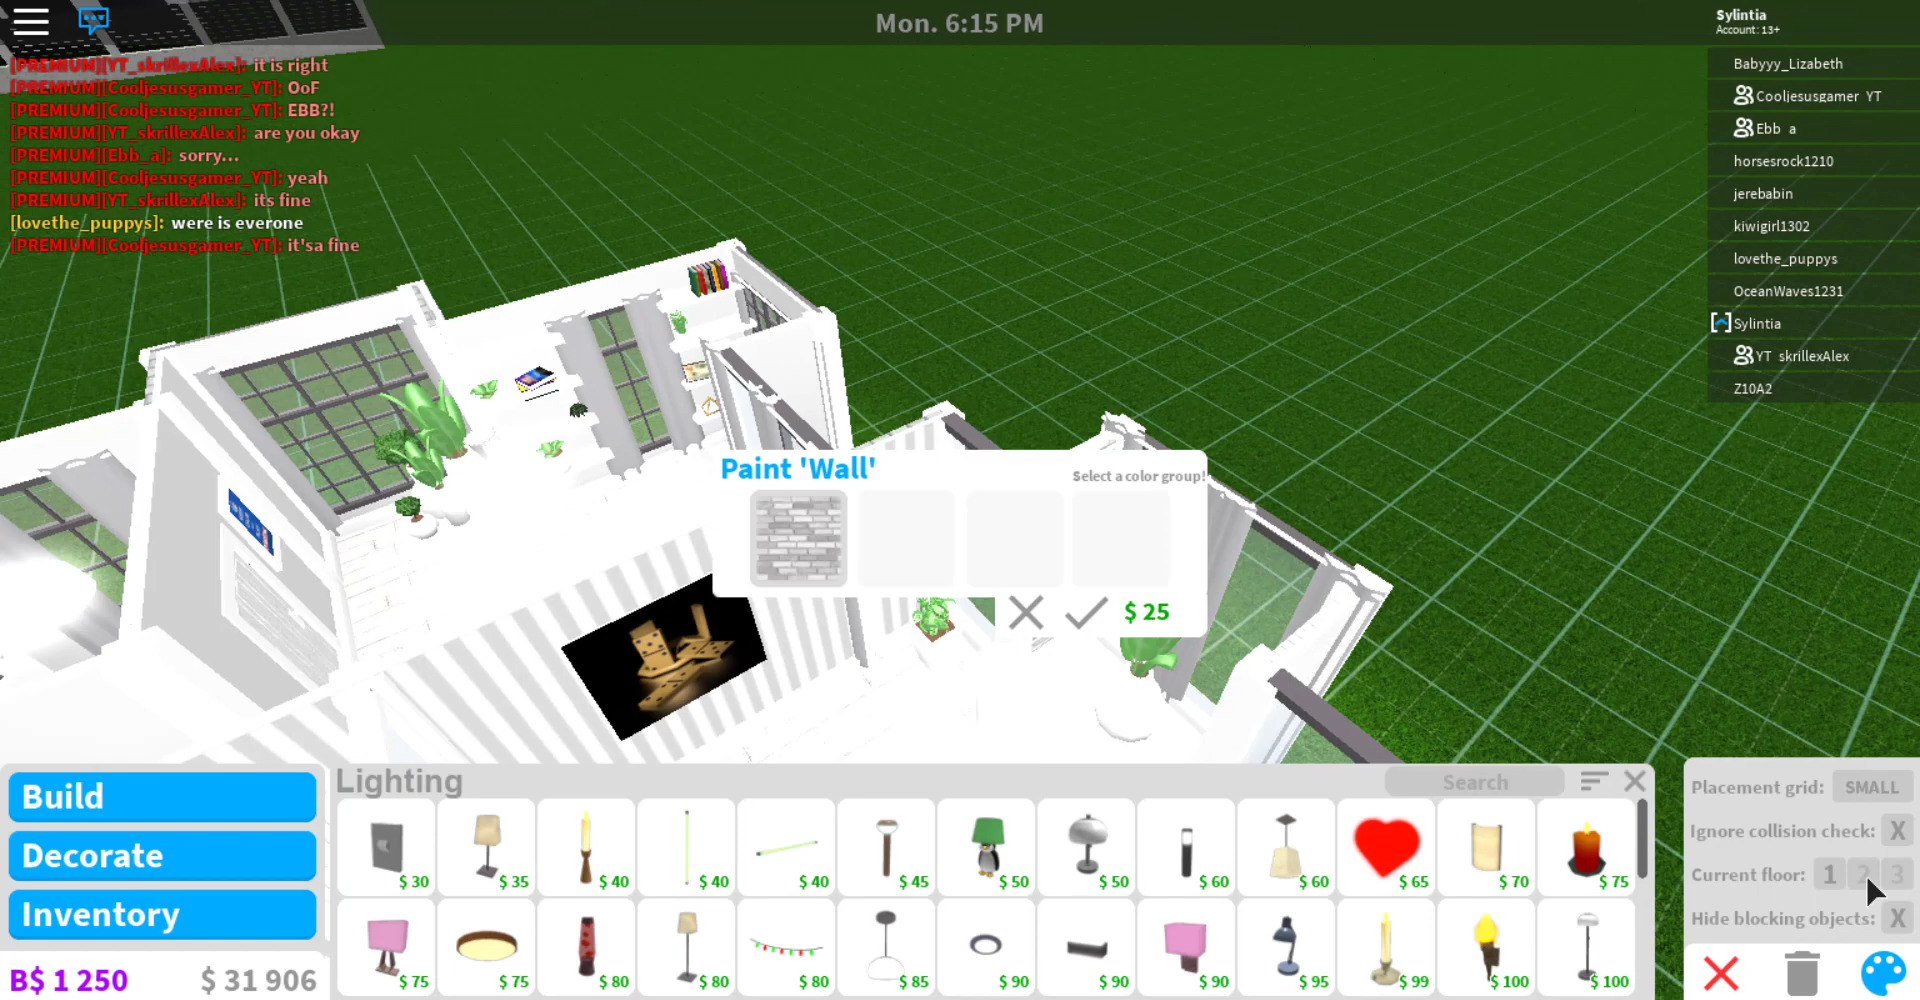 Mon. 6:15 PM
Sylintia
Account: 13+
[PREMIUM][YT_skrillexAlex]: it is right
[PREMIUM][Cooljesusgamer_YT]: OoF
[PREMIUM][Cooljesusgamer_YT]: EBB?!
[PREMIUM][YT_skrillexAlex]: are you okay
[PREMIUM][Ebb_a]: sorry...
[PREMIUM][Cooljesusgamer_YT]: yeah
[PREMIUM][YT_skrillexAlex]: its fine
[lovethe_puppys]: were is everone
[PREMIUM][Cooljesusgamer_YT]: it'sa fine
Babyyy_Lizabeth
Cooljesusgamer YT
Ebb a
horsesrock1210
jerebabin
kiwigirl1302
lovethe_puppys
OceanWaves1231
Sylintia
YT skrillexAlex
Z10A2
Paint 'Wall'
Select a color group!
$ 25
Build
Decorate
Inventory
B$ 1 250
$ 31 906
Lighting
Search
$ 30
$ 35
$ 40
$ 40
$ 40
$ 45
$ 50
$ 50
$ 60
$ 60
$ 65
$ 70
$ 75
$ 75
$ 75
$ 80
$ 80
$ 80
$ 85
$ 90
$ 90
$ 90
$ 95
$ 99
$ 100
$ 100
Placement grid: SMALL
Ignore collision check: X
Current floor: 1 2 3
Hide blocking objects: X